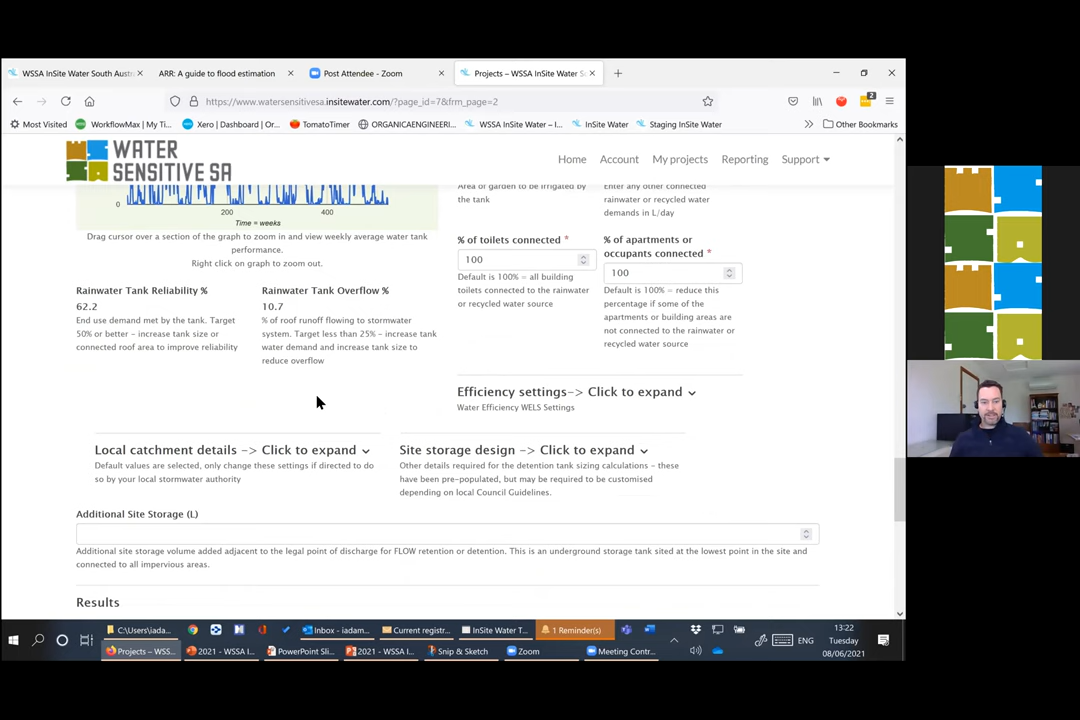 WSSA InSite Water South Austr
ARR: A guide to flood estimation
Post Attendee - Zoom
Projects – WSSA InSite Water S
https://www.watersensitivesa.insitewater.com/?page_id=7&frm_page=2
2
Most Visited
WorkflowMax | My Ti...
Xero | Dashboard | Or...
TomatoTimer
ORGANICAENGINEERI...
WSSA InSite Water – I...
InSite Water
Staging InSite Water
Other Bookmarks
WATER
SENSITIVE SA
Home
Account
My projects
Reporting
Support
0
200
400
Time = weeks
Drag cursor over a section of the graph to zoom in and view weekly average water tank
performance.
Right click on graph to zoom out.
Rainwater Tank Reliability %
62.2
End use demand met by the tank. Target
50% or better - increase tank size or
connected roof area to improve reliability
Rainwater Tank Overflow %
10.7
% of roof runoff flowing to stormwater
system. Target less than 25% - increase tank
water demand and increase tank size to
reduce overflow
Area of garden to be irrigated by
the tank
Enter any other connected
rainwater or recycled water
demands in L/day
% of toilets connected *
100
Default is 100% = all building
toilets connected to the rainwater
or recycled water source
% of apartments or
occupants connected *
100
Default is 100% = reduce this
percentage if some of the
apartments or building areas are
not connected to the rainwater or
recycled water source
Efficiency settings-> Click to expand
Water Efficiency WELS Settings
Local catchment details -> Click to expand
Default values are selected, only change these settings if directed to do
so by your local stormwater authority
Site storage design -> Click to expand
Other details required for the detention tank sizing calculations - these
have been pre-populated, but may be required to be customised
depending on local Council Guidelines.
Additional Site Storage (L)
Additional site storage volume added adjacent to the legal point of discharge for FLOW retention or detention. This is an underground storage tank sited at the lowest point in the site and
connected to all impervious areas.
Results
C:\Users\iada...
Inbox - iadam...
Current registr...
InSite Water T...
1 Reminder(s)
ENG
13:22
Tuesday
08/06/2021
Projects – WSS...
2021 - WSSA I...
PowerPoint Sli...
2021 - WSSA I...
Snip & Sketch
Zoom
Meeting Contr...